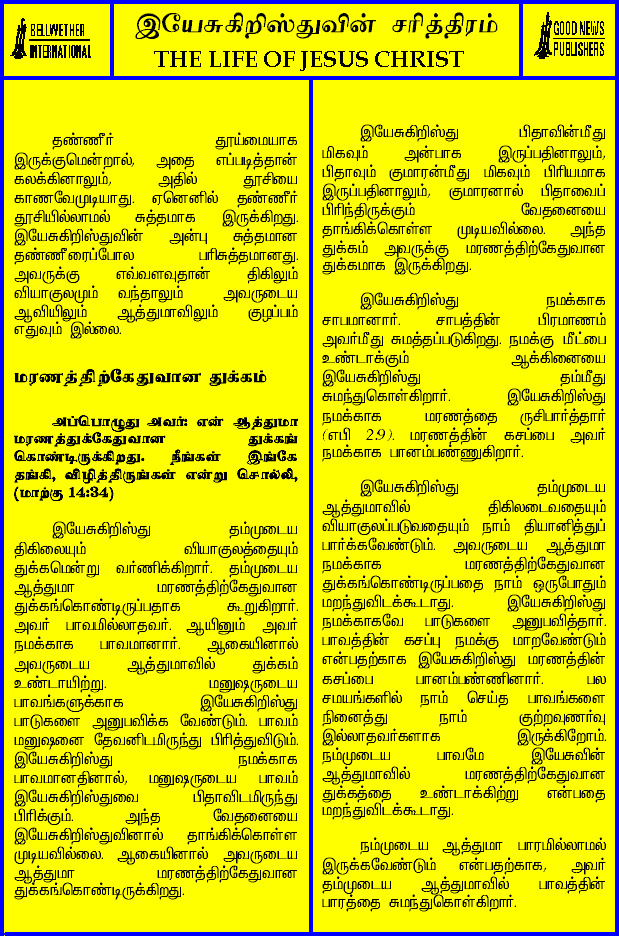 BELLWETHER
INTERNATIONAL
இயேசுகிறிஸ்துவின் சரித்திரம்
THE LIFE OF JESUS CHRIST
GOOD NEWS
PUBLISHERS
தண்ணீர் தூய்மையாக
இருக்குமென்றால், அதை எப்படித்தான்
கலக்கினாலும், அதில் தூசியை
காணவேமுடியாது. ஏனெனில் தண்ணீர்
தூசியில்லாமல் சுத்தமாக இருக்கிறது.
இயேசுகிறிஸ்துவின் அன்பு சுத்தமான
தண்ணீரைப்போல பரிசுத்தமானது.
அவருக்கு எவ்வளவுதான் திகிலும்
வியாகுலமும் வந்தாலும் அவருடைய
ஆவியிலும் ஆத்துமாவிலும் குழப்பம்
எதுவும் இல்லை.
மரணத்திற்கேதுவான துக்கம்
அப்பொழுது அவர்: என் ஆத்துமா
மரணத்துக்கேதுவான துக்கங்
கொண்டிருக்கிறது. நீங்கள் இங்கே
தங்கி, விழித்திருங்கள் என்று சொல்லி,
(மாற்கு 14:34)
இயேசுகிறிஸ்து தம்முடைய
திகிலையும் வியாகுலத்தையும்
துக்கமென்று வர்ணிக்கிறார். தம்முடைய
ஆத்துமா மரணத்திற்கேதுவான
துக்கங்கொண்டிருப்பதாக கூறுகிறார்.
அவர் பாவமில்லாதவர். ஆயினும் அவர்
நமக்காக பாவமானார். ஆகையினால்
அவருடைய ஆத்துமாவில் துக்கம்
உண்டாயிற்று. மனுஷருடைய
பாவங்களுக்காக இயேசுகிறிஸ்து
பாடுகளை அனுபவிக்க வேண்டும். பாவம்
மனுஷனை தேவனிடமிருந்து பிரித்துவிடும்.
இயேசுகிறிஸ்து நமக்காக
பாவமானதினால், மனுஷருடைய பாவம்
இயேசுகிறிஸ்துவை பிதாவிடமிருந்து
பிரிக்கும். அந்த வேதனையை
இயேசுகிறிஸ்துவினால் தாங்கிக்கொள்ள
முடியவில்லை. ஆகையினால் அவருடைய
ஆத்துமா மரணத்திற்கேதுவான
துக்கங்கொண்டிருக்கிறது.
இயேசுகிறிஸ்து பிதாவின்மீது
மிகவும் அன்பாக இருப்பதினாலும்,
பிதாவும் குமாரன்மீது மிகவும் பிரியமாக
இருப்பதினாலும், குமாரனால் பிதாவைப்
பிரிந்திருக்கும் வேதனையை
தாங்கிக்கொள்ள முடியவில்லை. அந்த
துக்கம் அவருக்கு மரணத்திற்கேதுவான
துக்கமாக இருக்கிறது.
இயேசுகிறிஸ்து நமக்காக
சாபமானார். சாபத்தின் பிரமாணம்
அவர்மீது சுமத்தப்படுகிறது. நமக்கு மீட்பை
உண்டாக்கும் ஆக்கினையை
இயேசுகிறிஸ்து தம்மீது
சுமந்துகொள்கிறார். இயேசுகிறிஸ்து
நமக்காக மரணத்தை ருசிபார்த்தார்
(எபி 2:9). மரணத்தின் கசப்பை அவர்
நமக்காக பானம்பண்ணுகிறார்.
இயேசுகிறிஸ்து தம்முடைய
ஆத்துமாவில் திகிலடைவதையும்
வியாகுலப்படுவதையும் நாம் தியானித்துப்
பார்க்கவேண்டும். அவருடைய ஆத்துமா
நமக்காக மரணத்திற்கேதுவான
துக்கங்கொண்டிருப்பதை நாம் ஒருபோதும்
மறந்துவிடக்கூடாது. இயேசுகிறிஸ்து
நமக்காகவே பாடுகளை அனுபவித்தார்.
பாவத்தின் கசப்பு நமக்கு மாறவேண்டும்
என்பதற்காக இயேசுகிறிஸ்து மரணத்தின்
கசப்பை பானம்பண்ணினார். பல
சமயங்களில் நாம் செய்த பாவங்களை
நினைத்து நாம் குற்றவுணர்வு
இல்லாதவர்களாக இருக்கிறோம்.
நம்முடைய பாவமே இயேசுவின்
ஆத்துமாவில் மரணத்திற்கேதுவான
துக்கத்தை உண்டாக்கிற்று என்பதை
மறந்துவிடக்கூடாது.
நம்முடைய ஆத்துமா பாரமில்லாமல்
இருக்கவேண்டும் என்பதற்காக, அவர்
தம்முடைய ஆத்துமாவில் பாவத்தின்
பாரத்தை சுமந்துகொள்கிறார்.